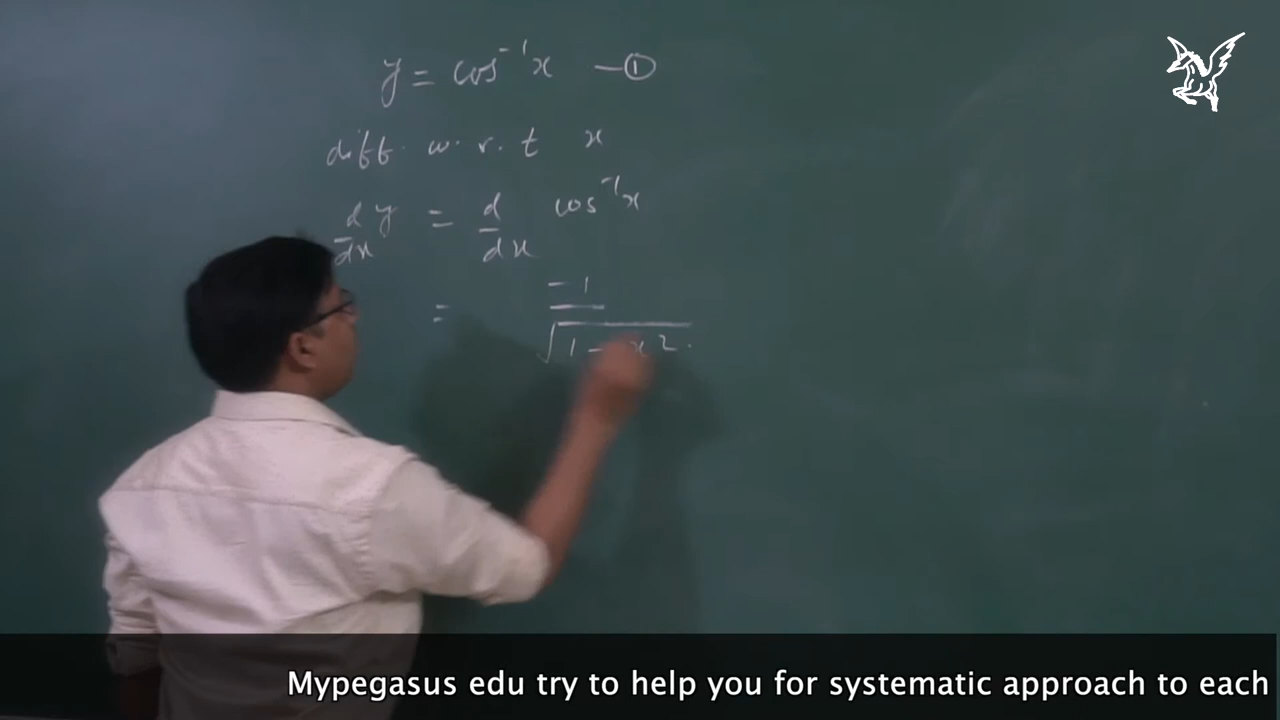 y = cos⁻¹x — ①
diff. w.r.t x
d/dx y = d/dx cos⁻¹x
= -1/√(1 - x²)
Mypegasus edu try to help you for systematic approach to each